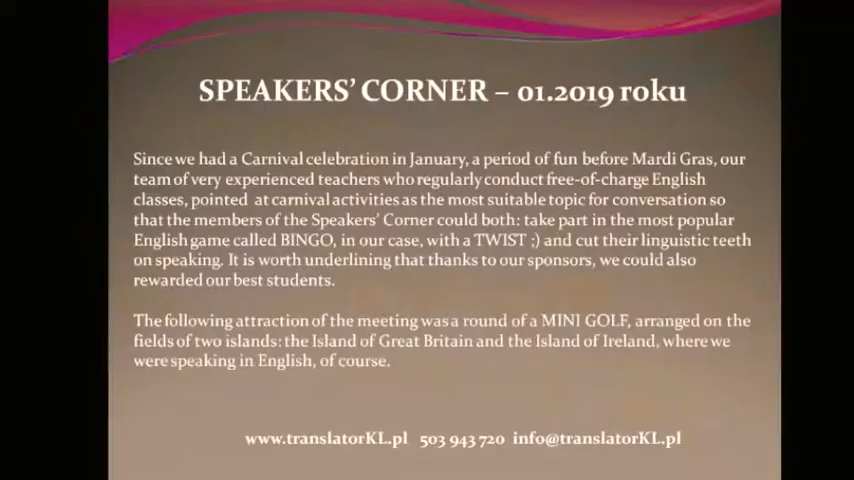 SPEAKERS' CORNER – 01.2019 roku
Since we had a Carnival celebration in January, a period of fun before Mardi Gras, our
team of very experienced teachers who regularly conduct free-of-charge English
classes, pointed at carnival activities as the most suitable topic for conversation so
that the members of the Speakers' Corner could both: take part in the most popular
English game called BINGO, in our case, with a TWIST ;) and cut their linguistic teeth
on speaking. It is worth underlining that thanks to our sponsors, we could also
rewarded our best students.
The following attraction of the meeting was a round of a MINI GOLF, arranged on the
fields of two islands: the Island of Great Britain and the Island of Ireland, where we
were speaking in English, of course.
www.translatorKL.pl 503 943 720 info@translatorKL.pl